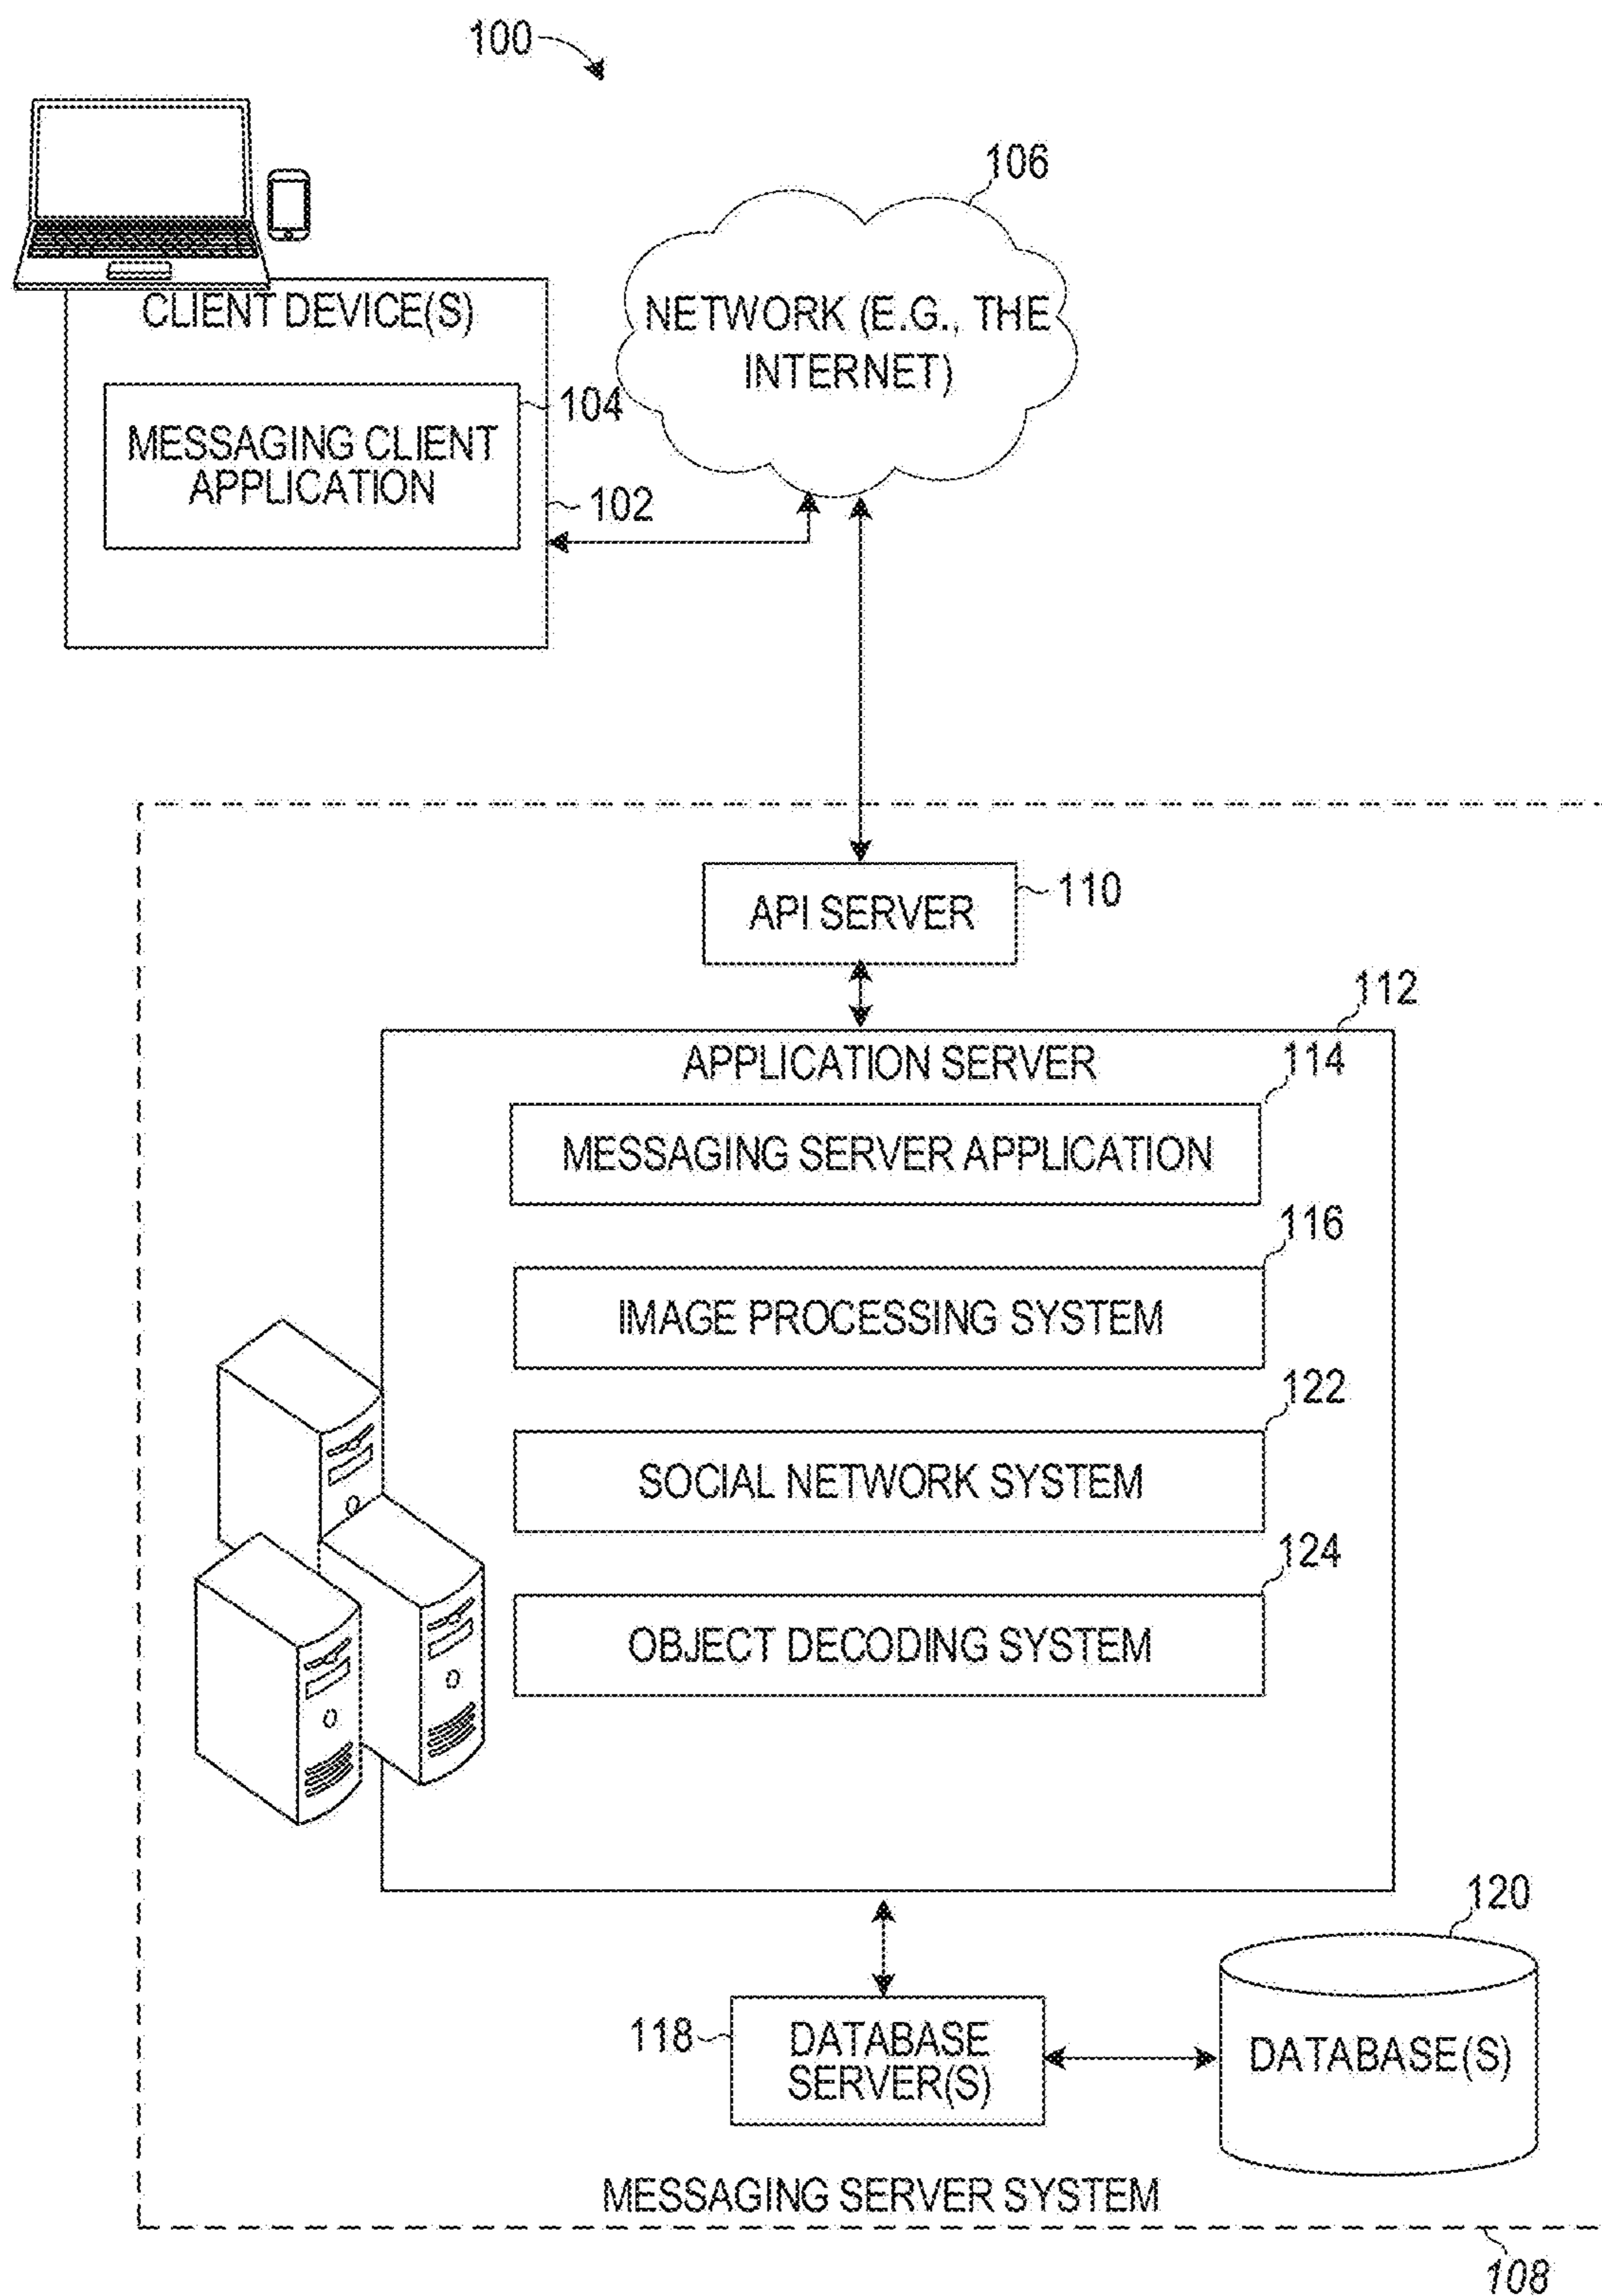 100
106
CLIENT DEVICE(S)
NETWORK (E.G., THE
INTERNET)
104
MESSAGING CLIENT
APPLICATION
102
API SERVER
110
112
APPLICATION SERVER
114
MESSAGING SERVER APPLICATION
116
IMAGE PROCESSING SYSTEM
122
SOCIAL NETWORK SYSTEM
124
OBJECT DECODING SYSTEM
120
118
DATABASE
SERVER(S)
DATABASE(S)
MESSAGING SERVER SYSTEM
108